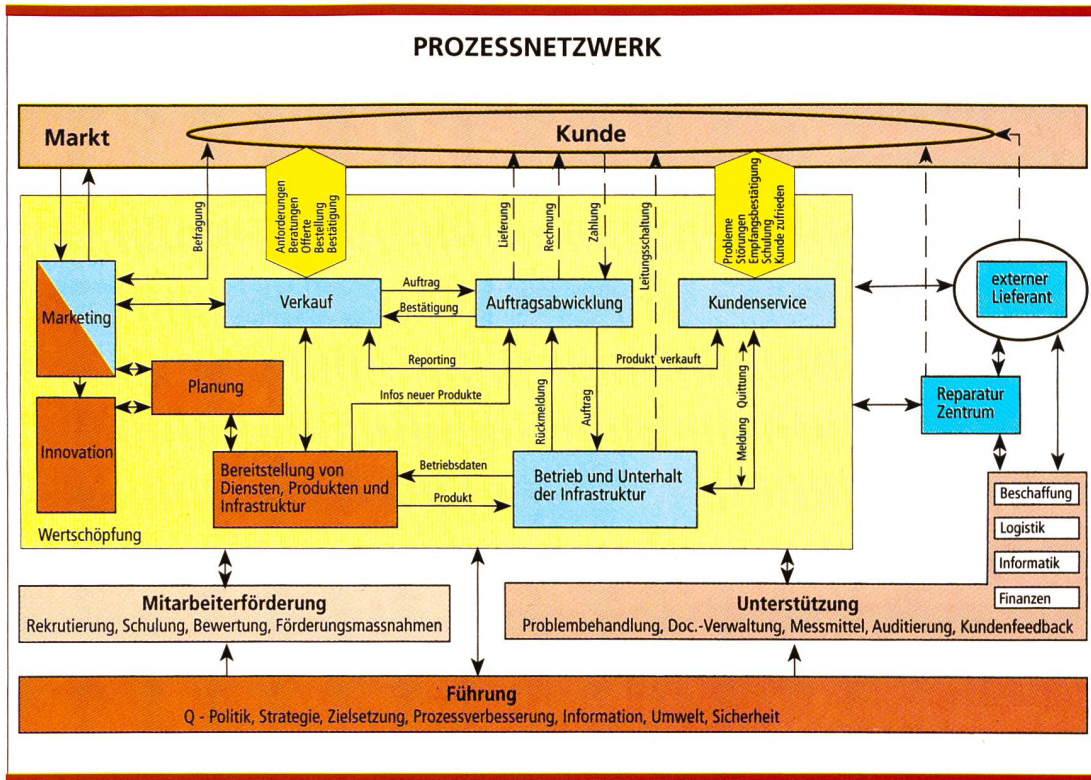 PROZESSNETZWERK
Markt
Kunde
Befragung
Anforderungen
Beratungen
Offerte
Bestellung
Bestätigung
Lieferung
Rechnung
Zahlung
Leitungsschaltung
Probleme
Störungen
Empfangsbestätigung
Schulung
Kunde zufrieden
Marketing
Verkauf
Auftrag
Bestätigung
Auftragsabwicklung
Kundenservice
externer
Lieferant
Reporting
Produkt verkauft
Planung
Infos neuer Produkte
Rückmeldung
Auftrag
Meldung Quittung
Reparatur
Zentrum
Innovation
Bereitstellung von
Diensten, Produkten und
Infrastruktur
Betriebsdaten
Produkt
Betrieb und Unterhalt
der Infrastruktur
Wertschöpfung
Beschaffung
Logistik
Informatik
Finanzen
Mitarbeiterförderung
Rekrutierung, Schulung, Bewertung, Förderungsmassnahmen
Unterstützung
Problembehandlung, Doc.-Verwaltung, Messmittel, Auditierung, Kundenfeedback
Führung
Q - Politik, Strategie, Zielsetzung, Prozessverbesserung, Information, Umwelt, Sicherheit